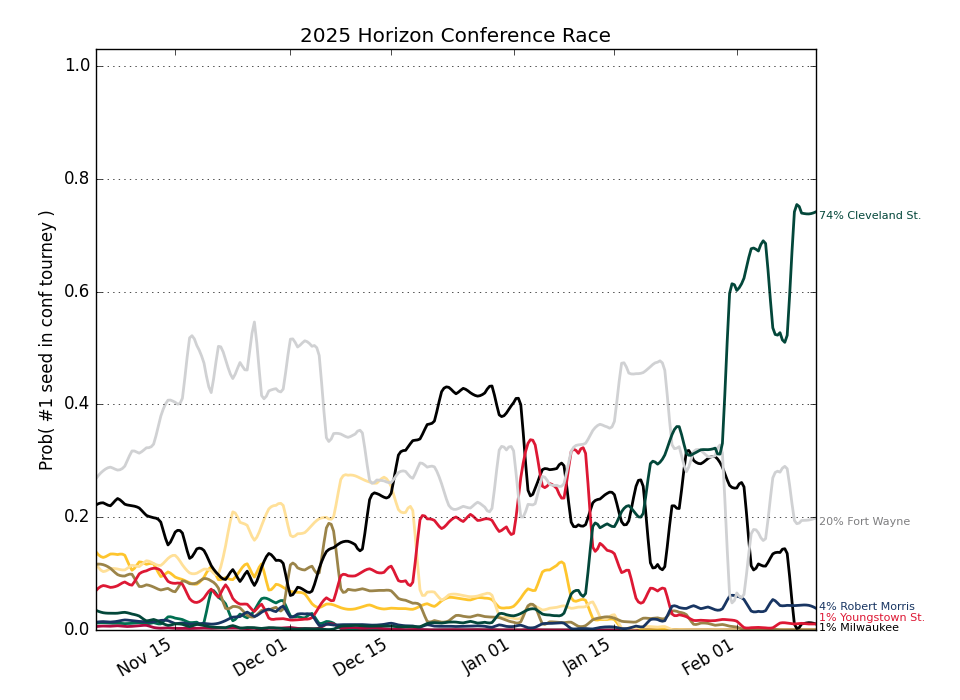 2025 Horizon Conference Race
Prob( #1 seed in conf tourney )
1.0
0.8
0.6
0.4
0.2
0.0
Nov 15
Dec 01
Dec 15
Jan 01
Jan 15
Feb 01
74% Cleveland St.
20% Fort Wayne
4% Robert Morris
1% Youngstown St.
1% Milwaukee